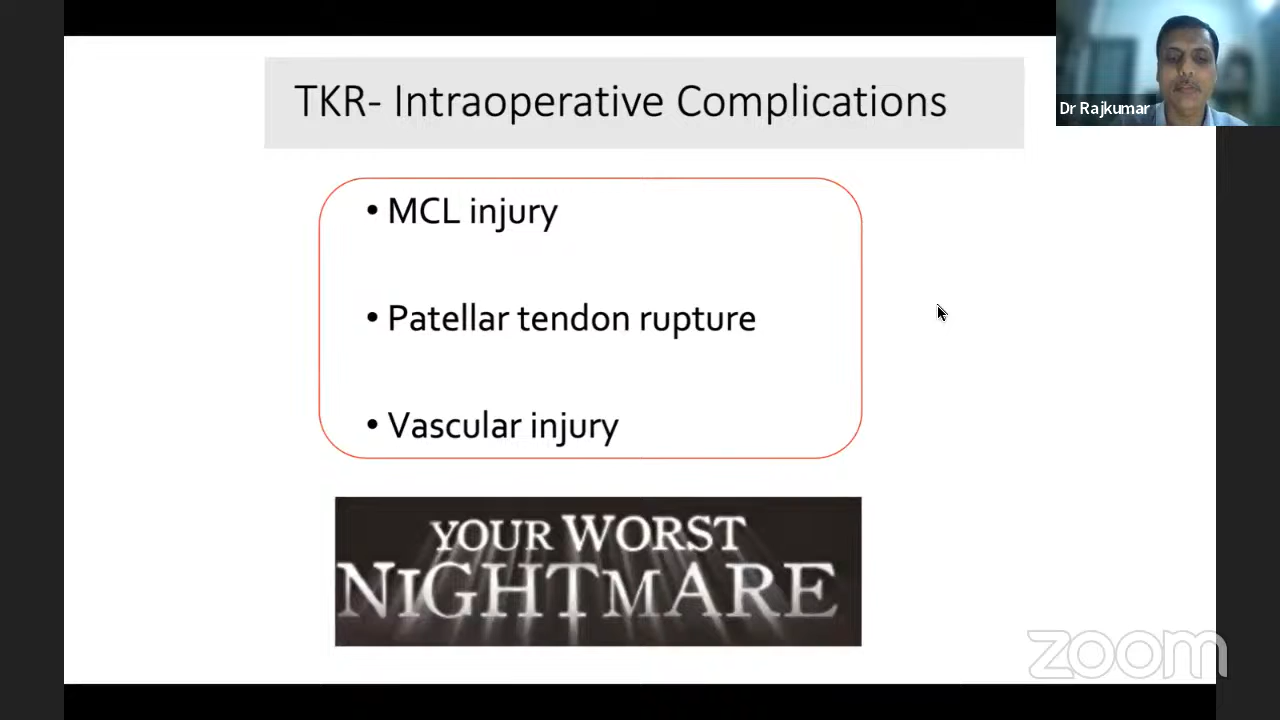 TKR- Intraoperative Complications
Dr Rajkumar
• MCL injury
• Patellar tendon rupture
• Vascular injury
YOUR WORST
NIGHTMARE
zoom